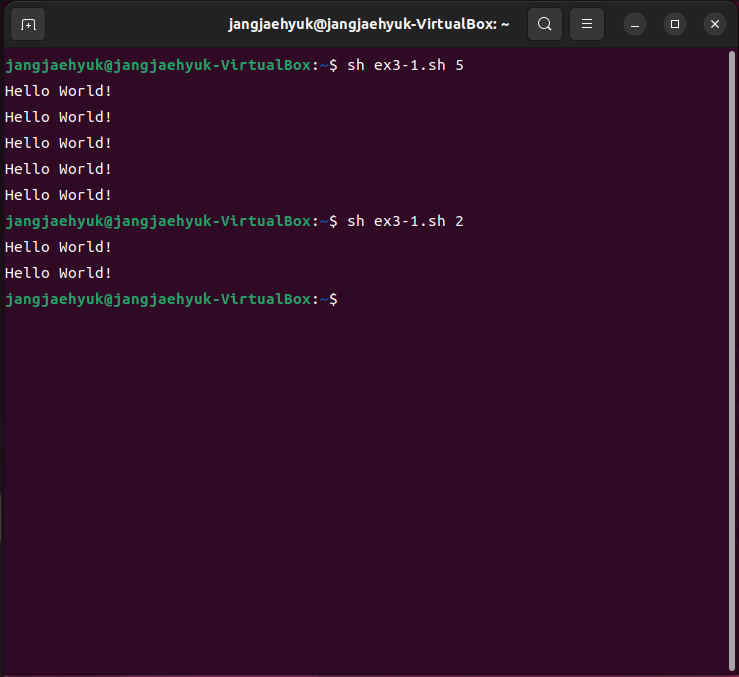 jangjaehyuk@jangjaehyuk-VirtualBox: ~
jangjaehyuk@jangjaehyuk-VirtualBox:~$ sh ex3-1.sh 5
Hello World!
Hello World!
Hello World!
Hello World!
Hello World!
jangjaehyuk@jangjaehyuk-VirtualBox:~$ sh ex3-1.sh 2
Hello World!
Hello World!
jangjaehyuk@jangjaehyuk-VirtualBox:~$